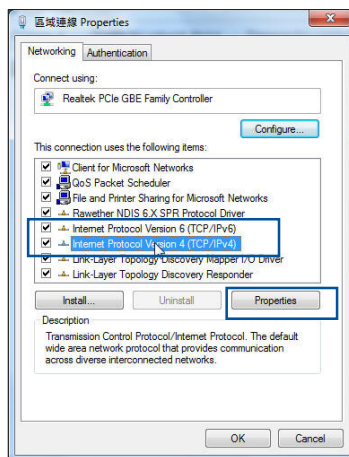 區域連線 Properties
Networking
Authentication
Connect using:
Realtek PCIe GBE Family Controller
Configure...
This connection uses the following items:
Client for Microsoft Networks
QoS Packet Scheduler
File and Printer Sharing for Microsoft Networks
Rawether NDIS 6.X SPR Protocol Driver
Internet Protocol Version 6 (TCP/IPv6)
Internet Protocol Version 4 (TCP/IPv4)
Link-Layer Topology Discovery Mapper I/O Driver
Link-Layer Topology Discovery Responder
Install...
Uninstall
Properties
Description
Transmission Control Protocol/Internet Protocol. The default
wide area network protocol that provides communication
across diverse interconnected networks.
OK
Cancel